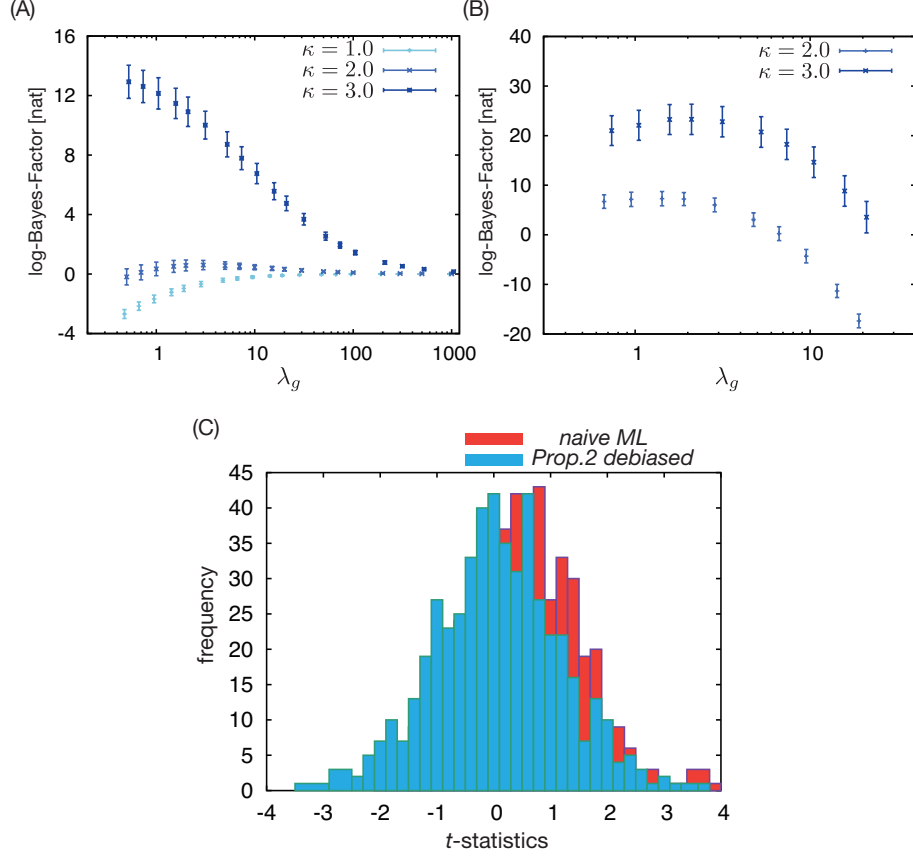 (A)
log-Bayes-Factor [nat]
16
12
8
4
0
-4
κ = 1.0
κ = 2.0
κ = 3.0
1
10
100
1000
λg
(B)
log-Bayes-Factor [nat]
40
30
20
10
0
-10
-20
κ = 2.0
κ = 3.0
1
10
λg
(C)
naive ML
Prop.2 debiased
frequency
45
40
35
30
25
20
15
10
5
0
-4
-3
-2
-1
0
1
2
3
4
t-statistics